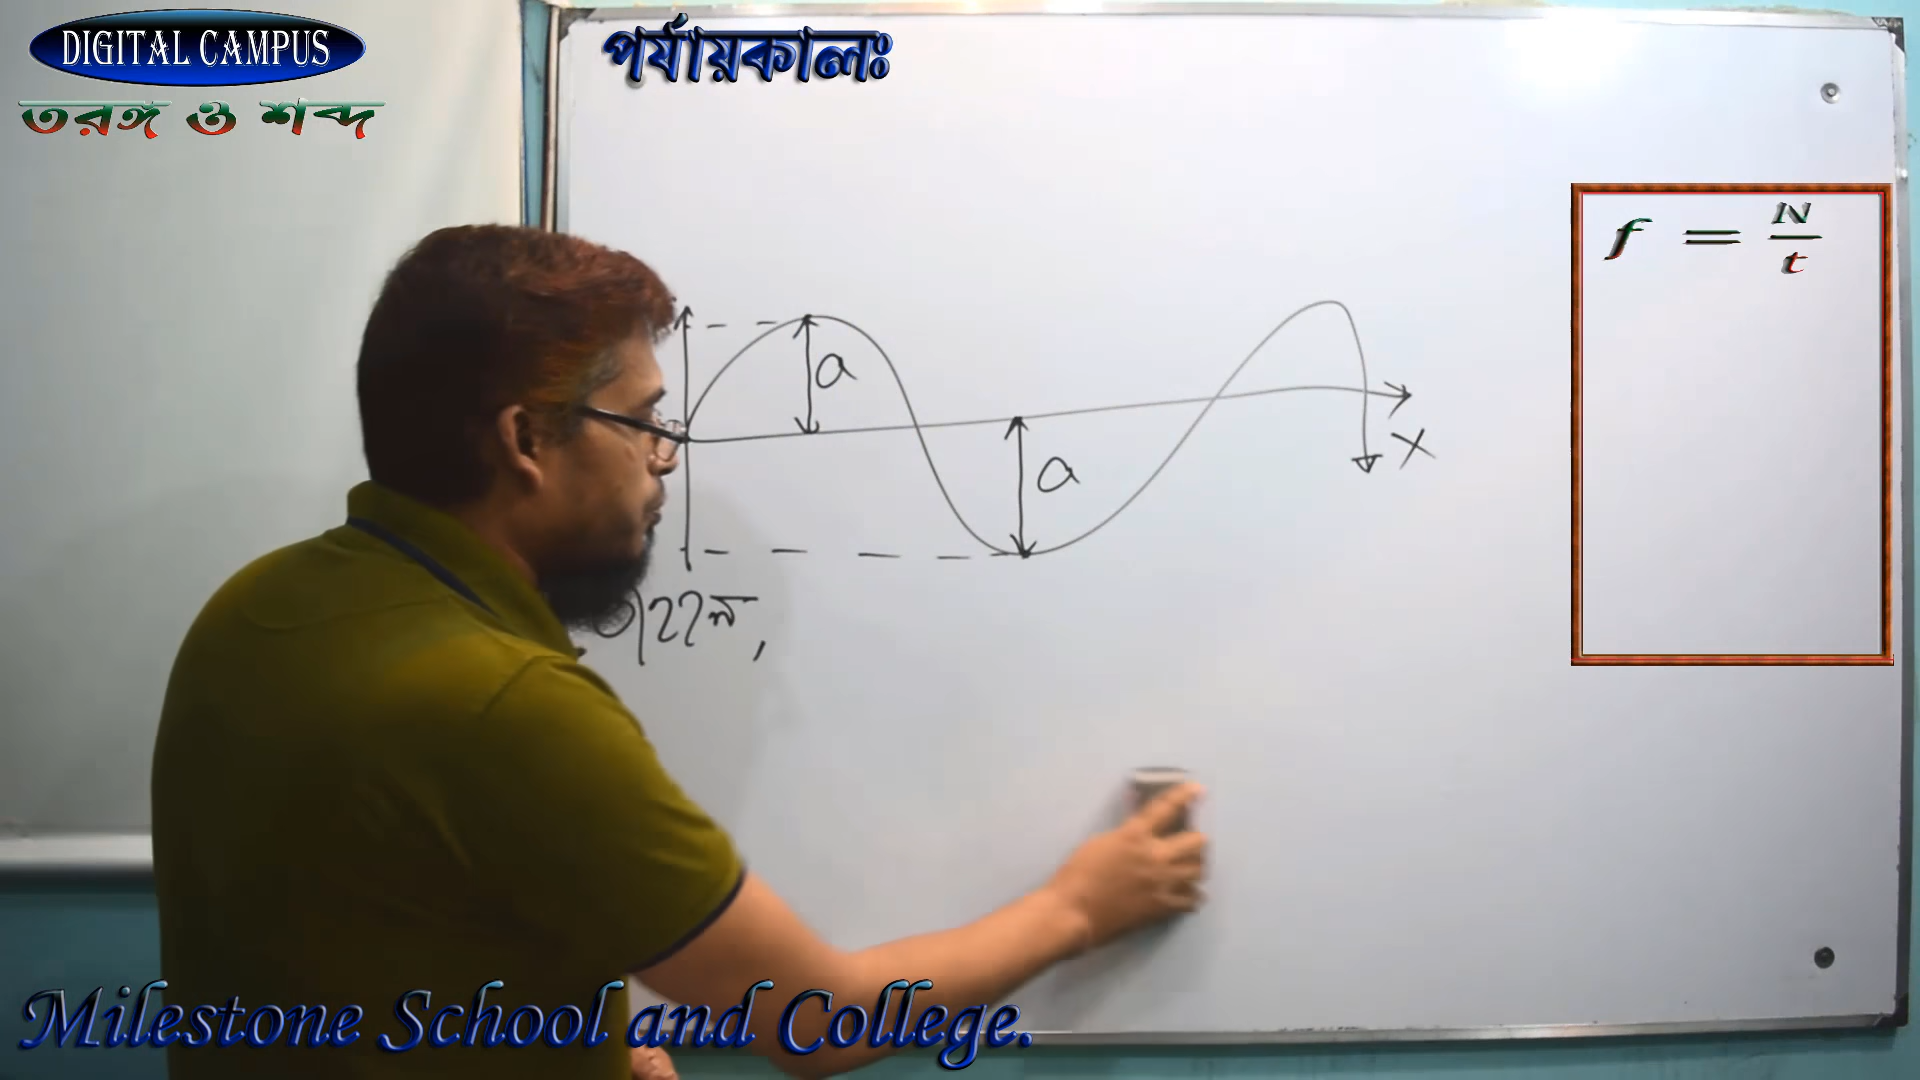 DIGITAL CAMPUS
তরঙ্গ ও শব্দ
পর্যায়কালঃ
f = N/t
a
a
X
Milestone School and College.